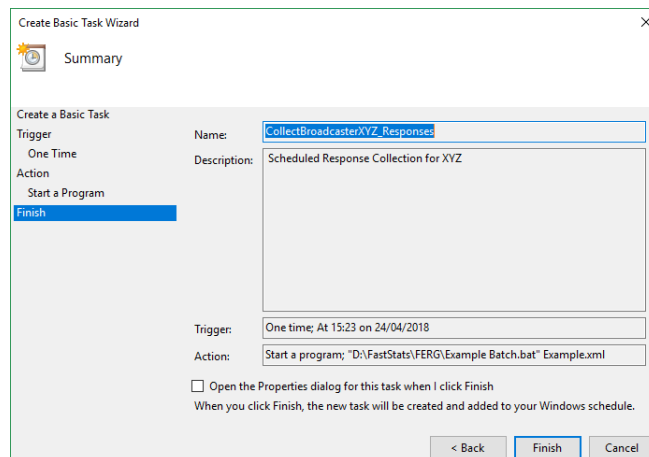 Create Basic Task Wizard
Summary
Create a Basic Task
Trigger
One Time
Action
Start a Program
Finish
Name:
CollectBroadcasterXYZ_Responses
Description:
Scheduled Response Collection for XYZ
Trigger:
One time; At 15:23 on 24/04/2018
Action:
Start a program; "D:\FastStats\FERG\Example Batch.bat" Example.xml
Open the Properties dialog for this task when I click Finish
When you click Finish, the new task will be created and added to your Windows schedule.
< Back
Finish
Cancel